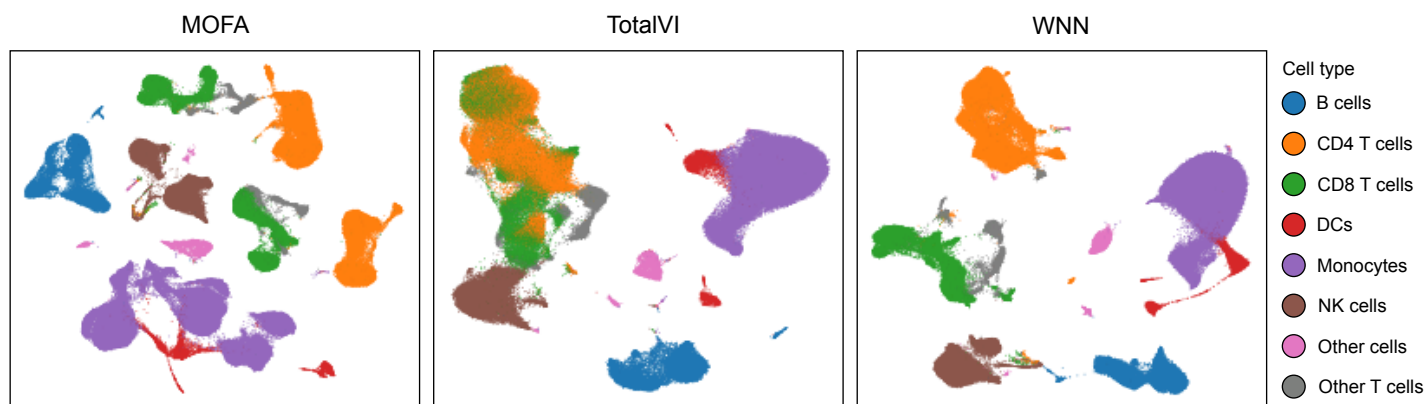 MOFA
TotalVI
WNN
Cell type
B cells
CD4 T cells
CD8 T cells
DCs
Monocytes
NK cells
Other cells
Other T cells